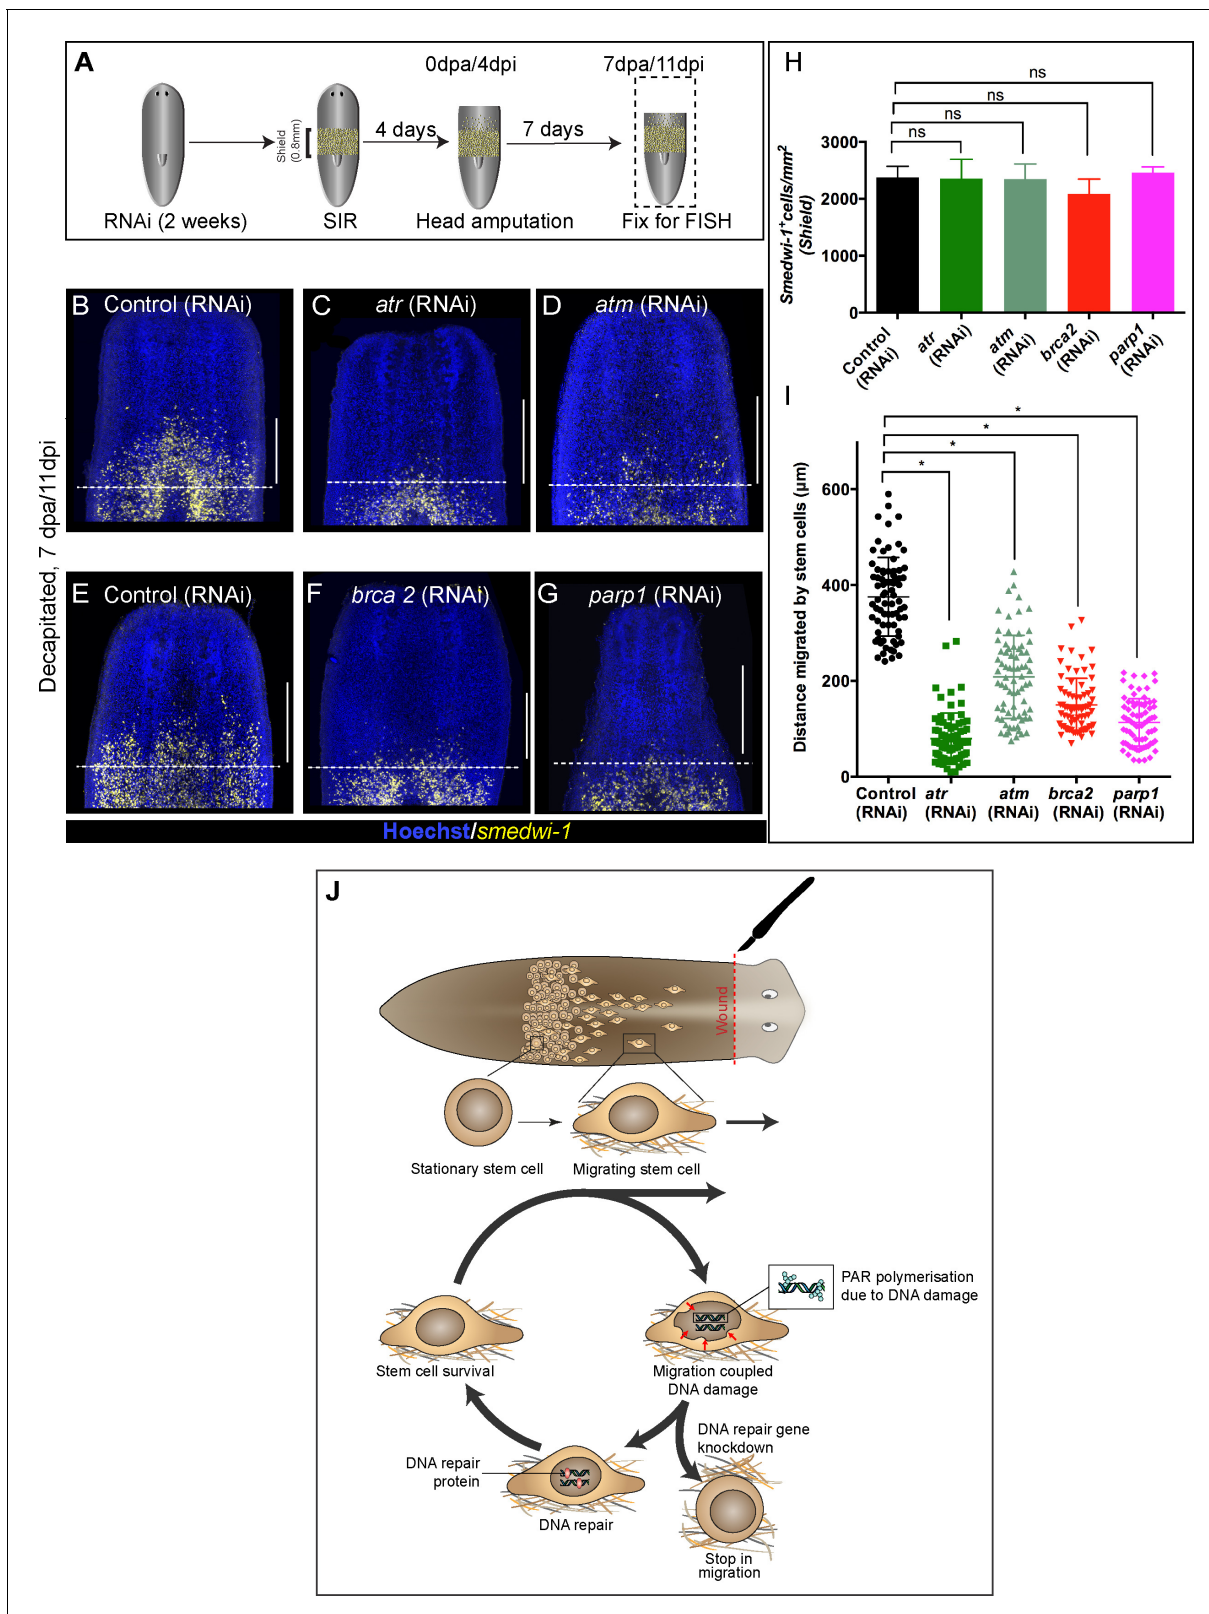 A
0dpa/4dpi
7dpa/11dpi
Shield
(0.8mm)
4 days
7 days
RNAi (2 weeks)
SIR
Head amputation
Fix for FISH
Decapitated, 7 dpa/11dpi
B Control (RNAi)
C atr (RNAi)
D atm (RNAi)
E Control (RNAi)
F brca 2 (RNAi)
G parp1 (RNAi)
Hoechst/smedwi-1
H
ns
ns
ns
ns
Smedwi-1+cells/mm2
(Shield)
3000
2000
1000
0
Control
(RNAi)
atr
(RNAi)
atm
(RNAi)
brca2
(RNAi)
parp1
(RNAi)
I
*
*
*
*
Distance migrated by stem cells (μm)
600
400
200
0
Control
(RNAi)
atr
(RNAi)
atm
(RNAi)
brca2
(RNAi)
parp1
(RNAi)
J
Wound
Stationary stem cell
Migrating stem cell
PAR polymerisation
due to DNA damage
Stem cell survival
Migration coupled
DNA damage
DNA repair gene
knockdown
DNA repair
protein
DNA repair
Stop in
migration